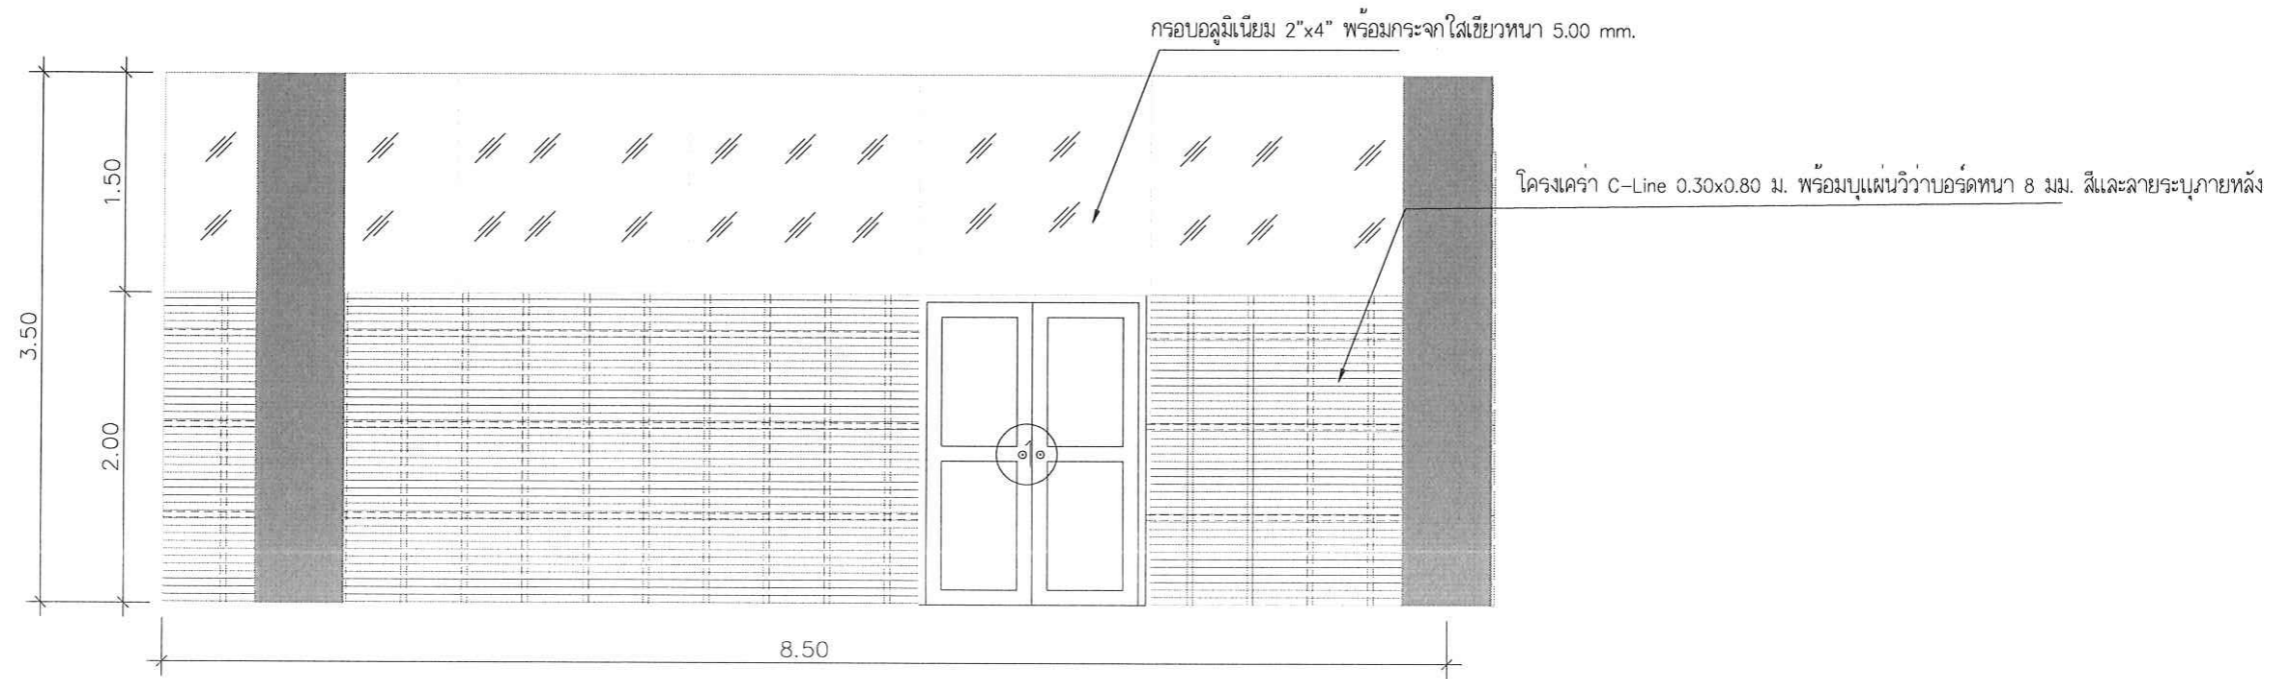 กรอบอลูมิเนียม 2"x4" พร้อมกระจกใสเขียวหนา 5.00 mm.
โครงเคร่า C-Line 0.30x0.80 ม. พร้อมบุแผ่นวีว่าบอร์ดหนา 8 มม. สีและลายระบุภายหลัง
1.50
3.50
2.00
8.50